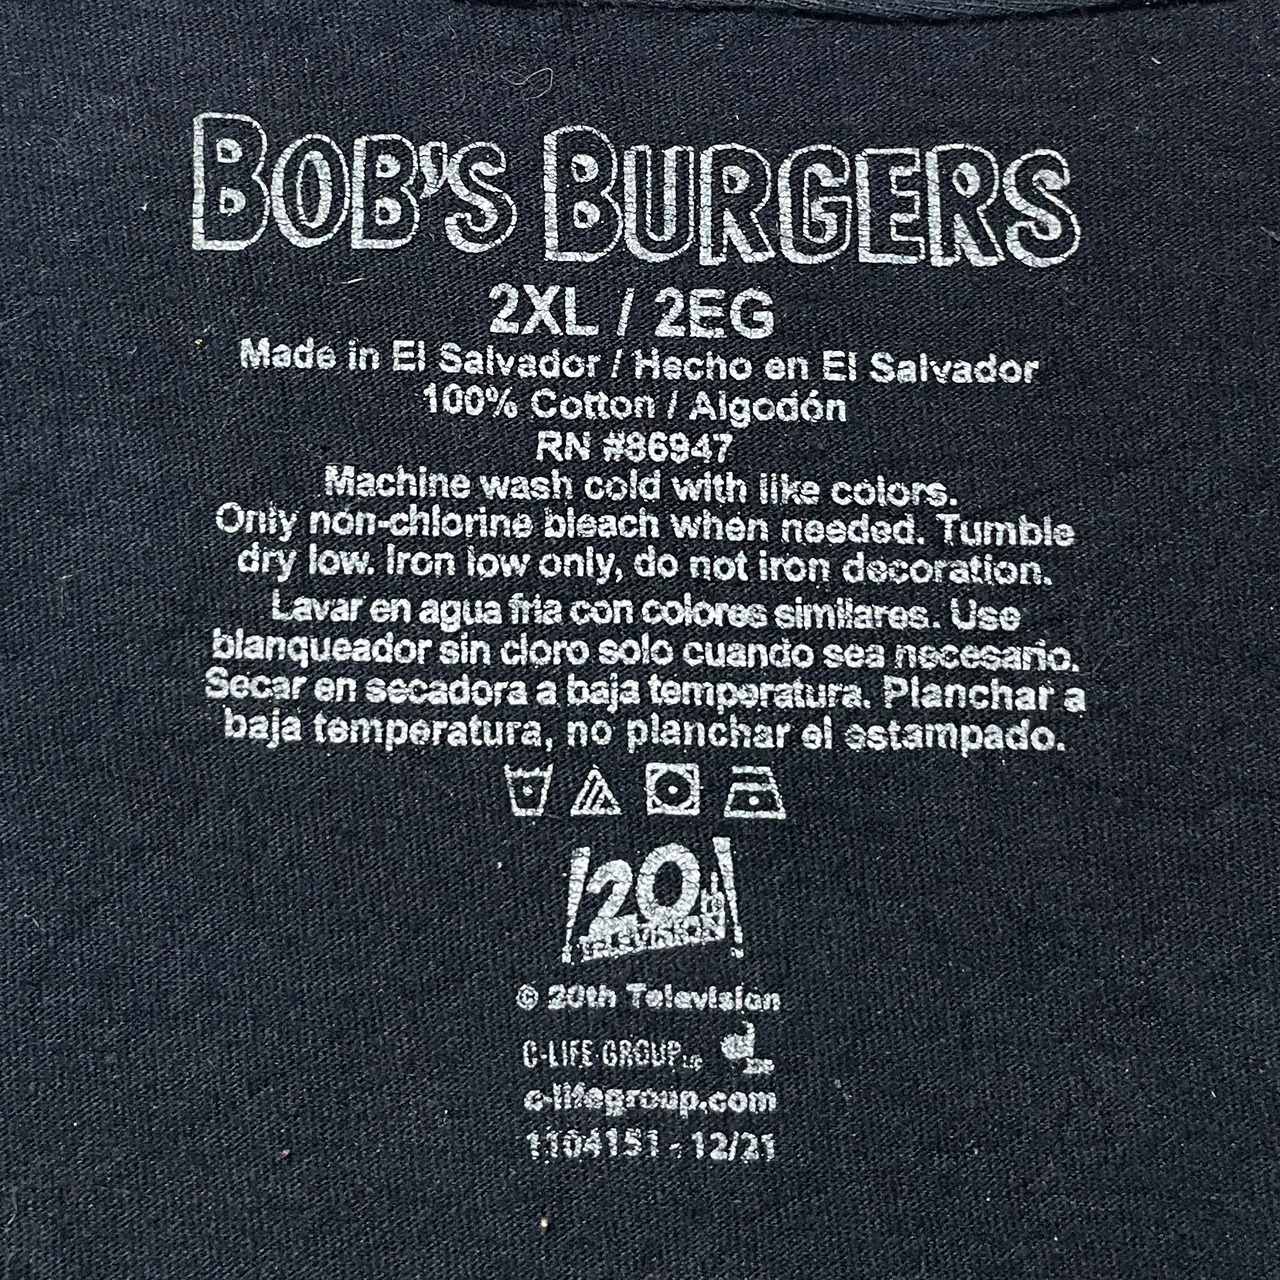 BOB'S BURGERS
2XL / 2EG
Made in El Salvador / Hecho en El Salvador
100% Cotton / Algodón
RN #86947
Machine wash cold with like colors.
Only non-chlorine bleach when needed. Tumble
dry low. Iron low only, do not iron decoration.
Lavar en agua fria con colores similares. Use
blanqueador sin cloro solo cuando sea necesario.
Secar en secadora a baja temperatura. Planchar a
baja temperatura, no planchar el estampado.
20th
TELEVISION
© 20th Television
C-LIFE GROUP
c-lifegroup.com
1104151 - 12/21